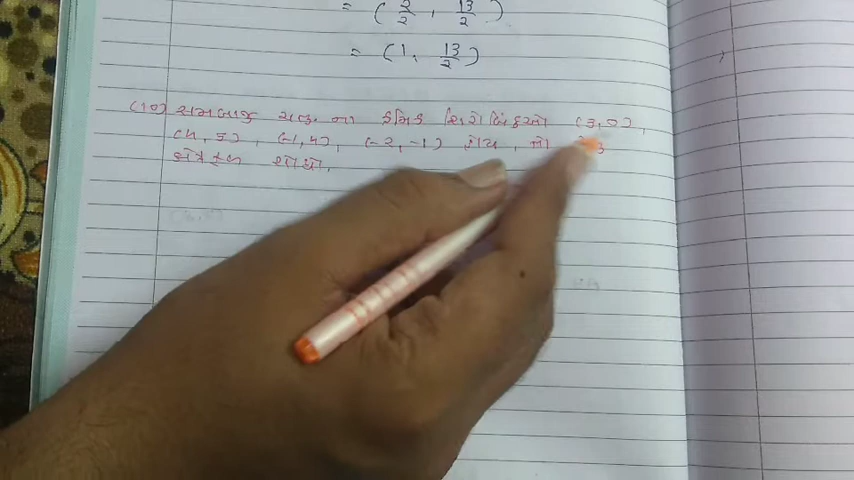 = ( 2/2 , 13/2 )
= (1, 13/2)
(10) સમબાજુ ચતુ. ના ક્રમિક શિરોબિંદુઓ (3,0),
(4,5), (-1,4), (-2,-1) હોય, તો
ક્ષેત્રફળ શોધો.